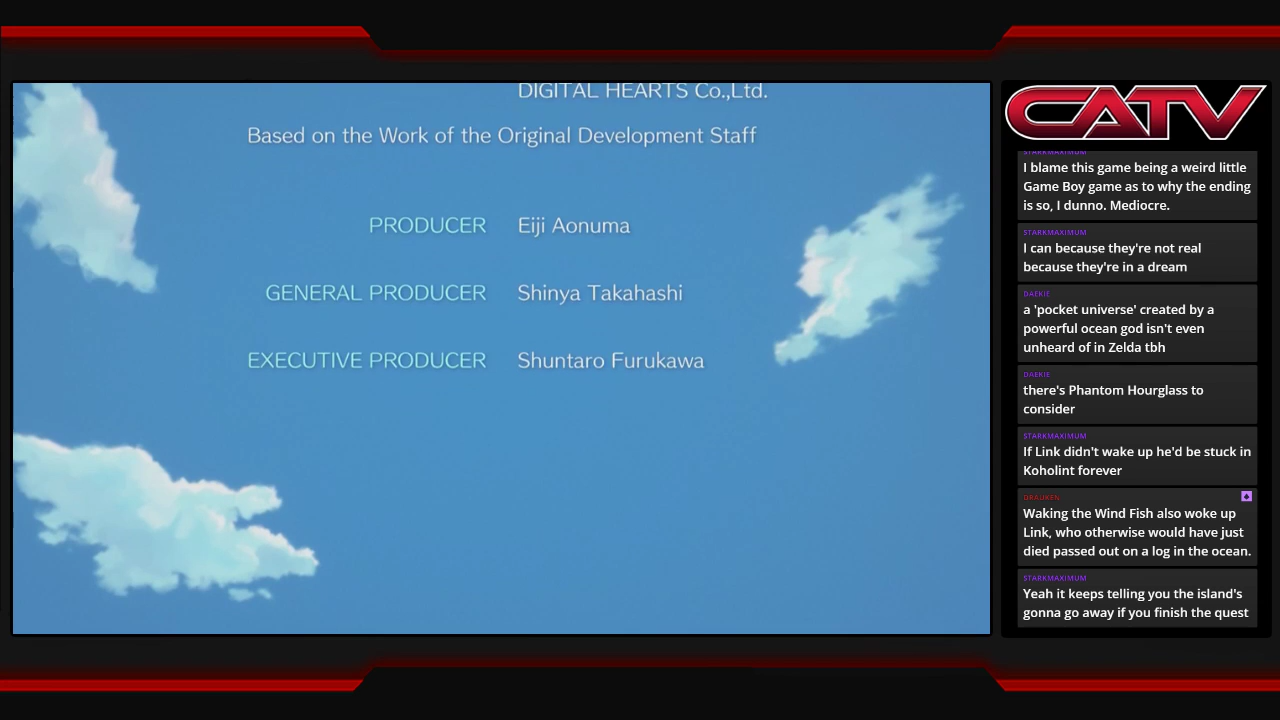 DIGITAL HEARTS Co.,Ltd.
Based on the Work of the Original Development Staff
PRODUCER Eiji Aonuma
GENERAL PRODUCER Shinya Takahashi
EXECUTIVE PRODUCER Shuntaro Furukawa
CATV
STARKMAXIMUM
I blame this game being a weird little
Game Boy game as to why the ending
is so, I dunno. Mediocre.
STARKMAXIMUM
I can because they're not real
because they're in a dream
DAEKIE
a 'pocket universe' created by a
powerful ocean god isn't even
unheard of in Zelda tbh
DAEKIE
there's Phantom Hourglass to
consider
STARKMAXIMUM
If Link didn't wake up he'd be stuck in
Koholint forever
DRAUKEN
Waking the Wind Fish also woke up
Link, who otherwise would have just
died passed out on a log in the ocean.
STARKMAXIMUM
Yeah it keeps telling you the island's
gonna go away if you finish the quest